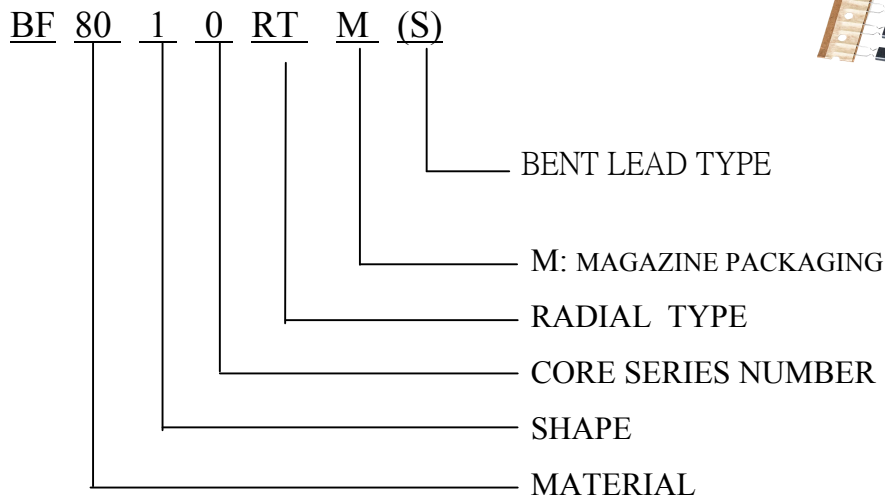 BF 80 1 0 RT M (S)
BENT LEAD TYPE
M: MAGAZINE PACKAGING
RADIAL TYPE
CORE SERIES NUMBER
SHAPE
MATERIAL